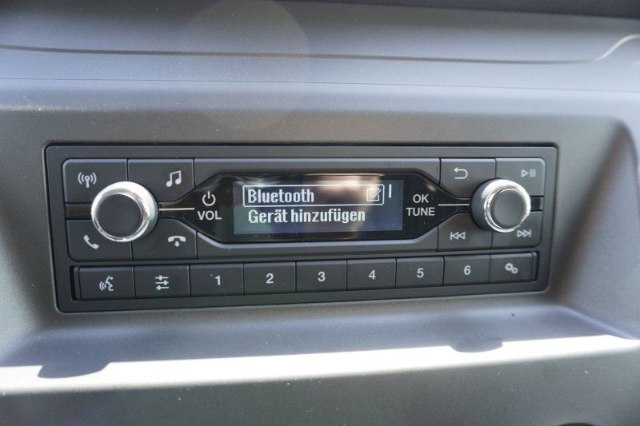 Bluetooth
Gerät hinzufügen
VOL
OK
TUNE
1 2 3 4 5 6